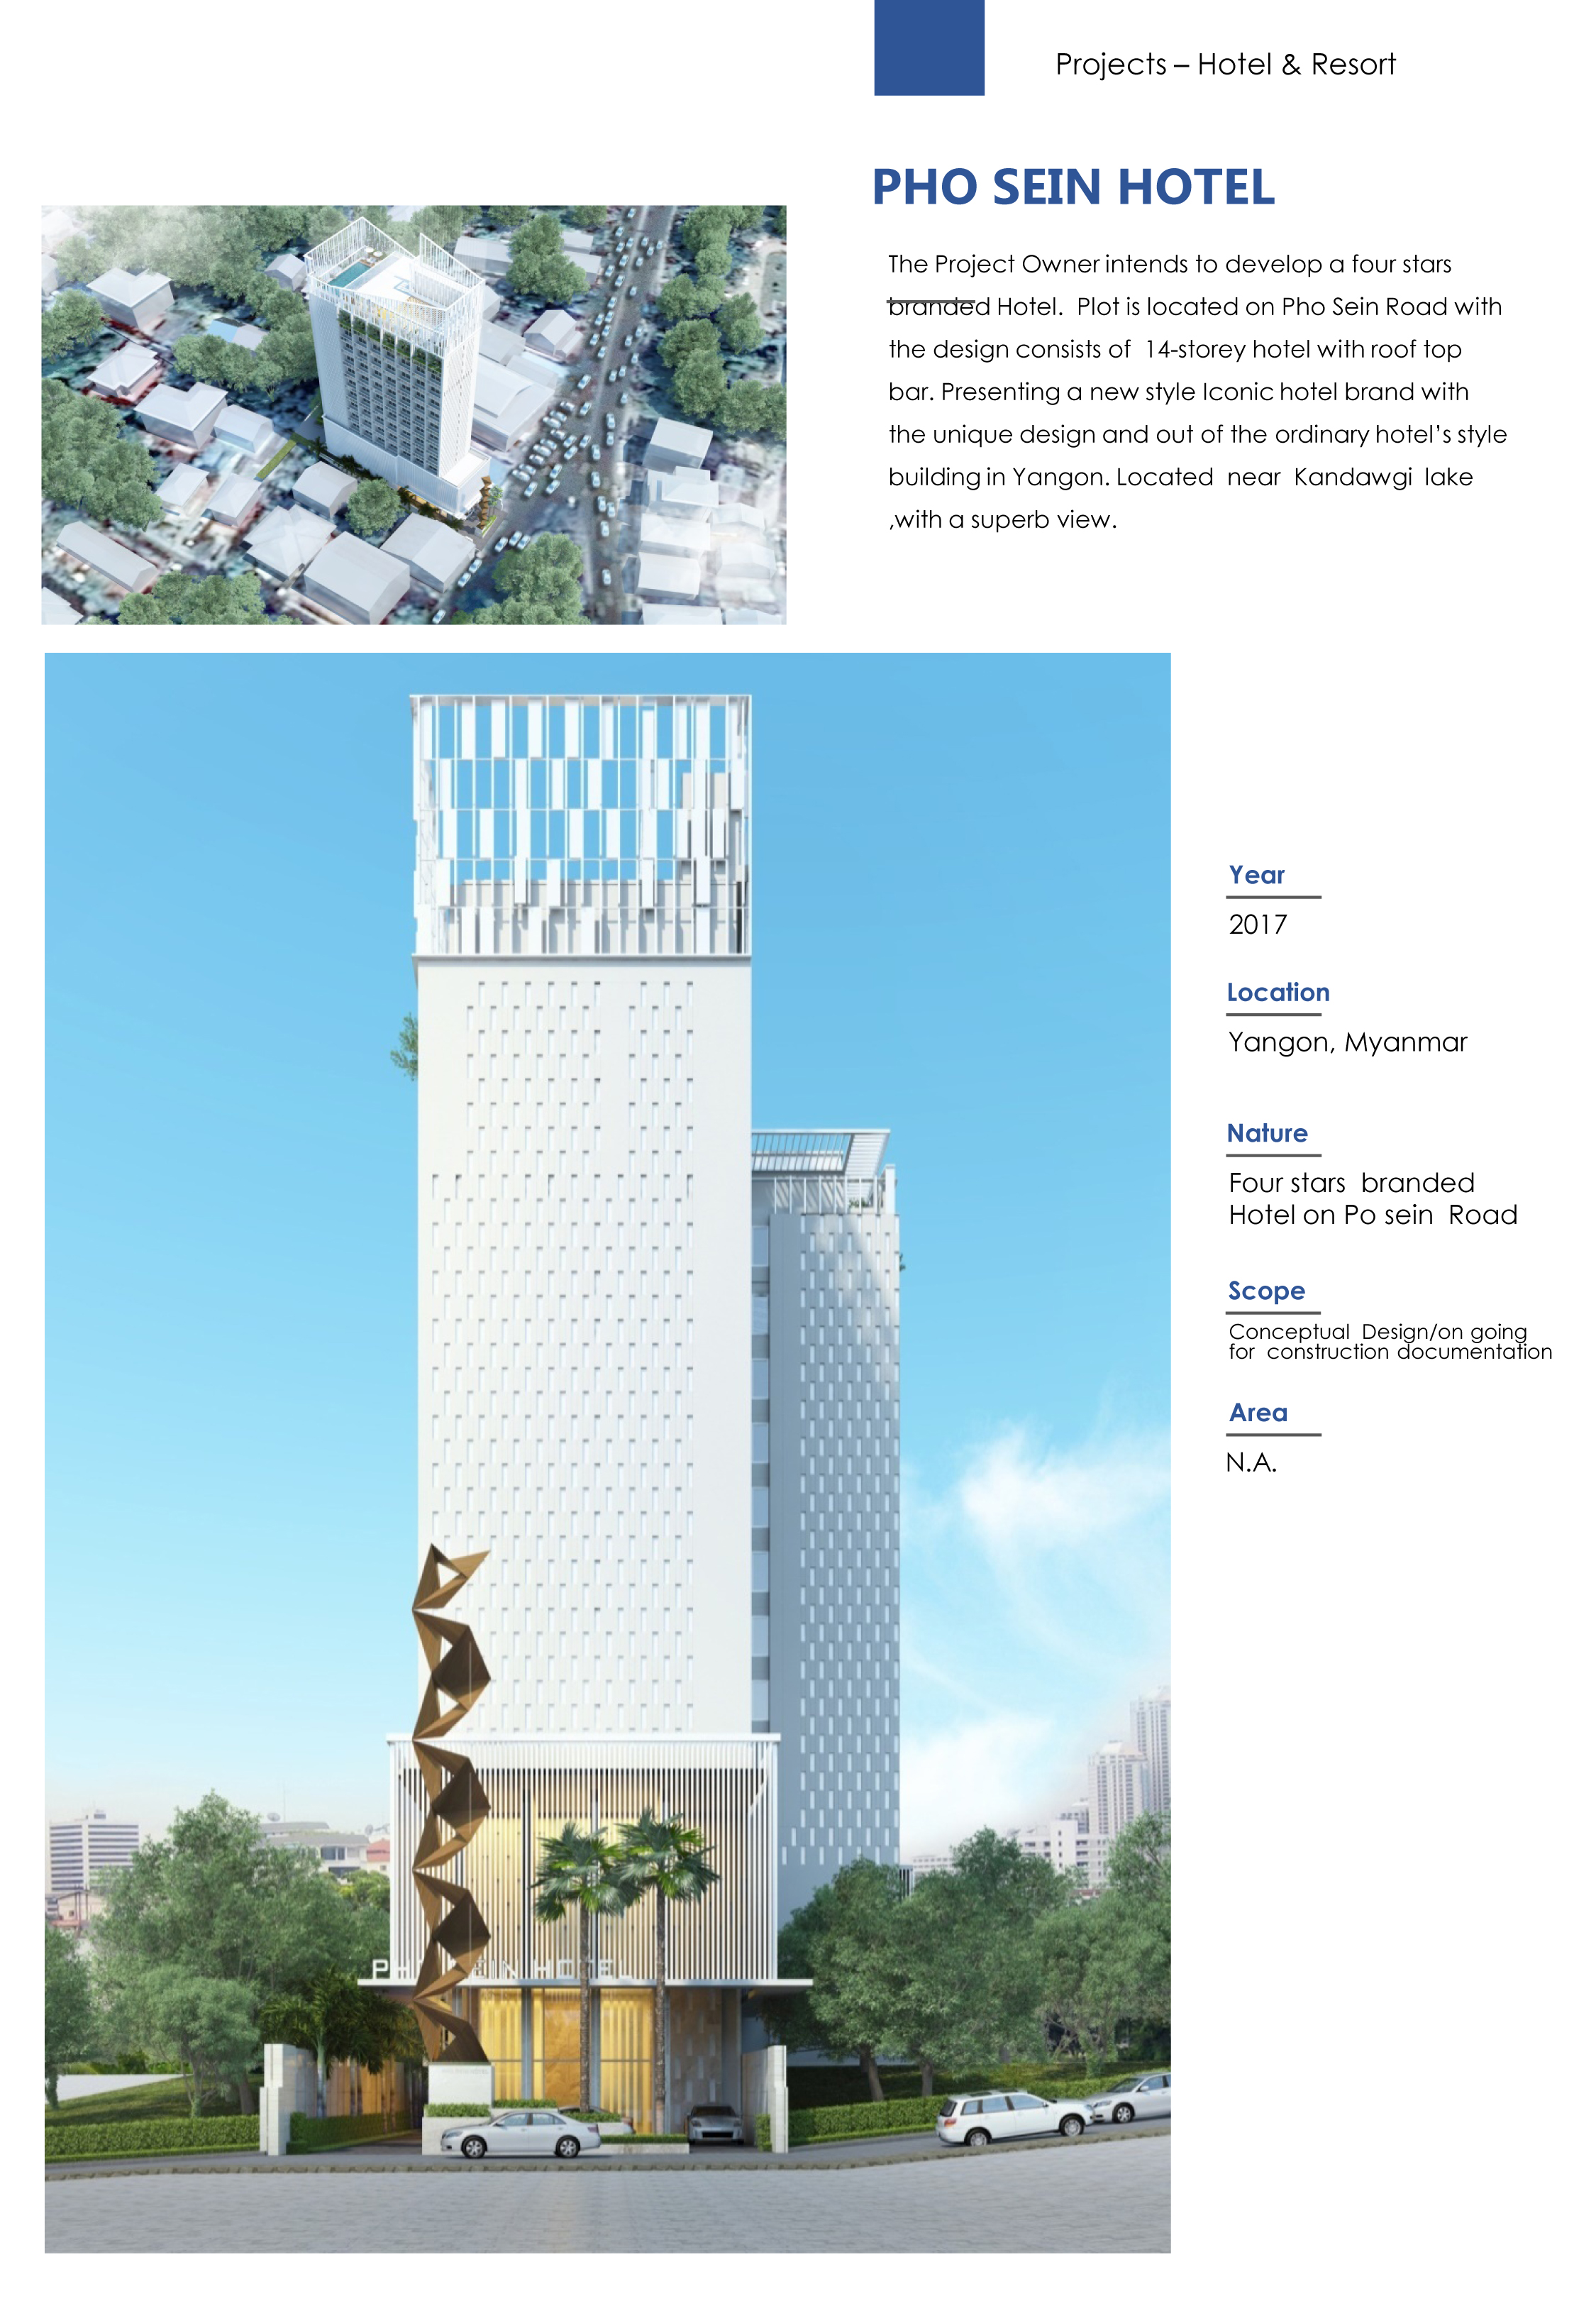 Projects – Hotel & Resort
PHO SEIN HOTEL
The Project Owner intends to develop a four stars
branded Hotel. Plot is located on Pho Sein Road with
the design consists of 14-storey hotel with roof top
bar. Presenting a new style Iconic hotel brand with
the unique design and out of the ordinary hotel’s style
building in Yangon. Located near Kandawgi lake
,with a superb view.
Year
2017
Location
Yangon, Myanmar
Nature
Four stars branded
Hotel on Po sein Road
Scope
Conceptual Design/on going
for construction documentation
Area
N.A.